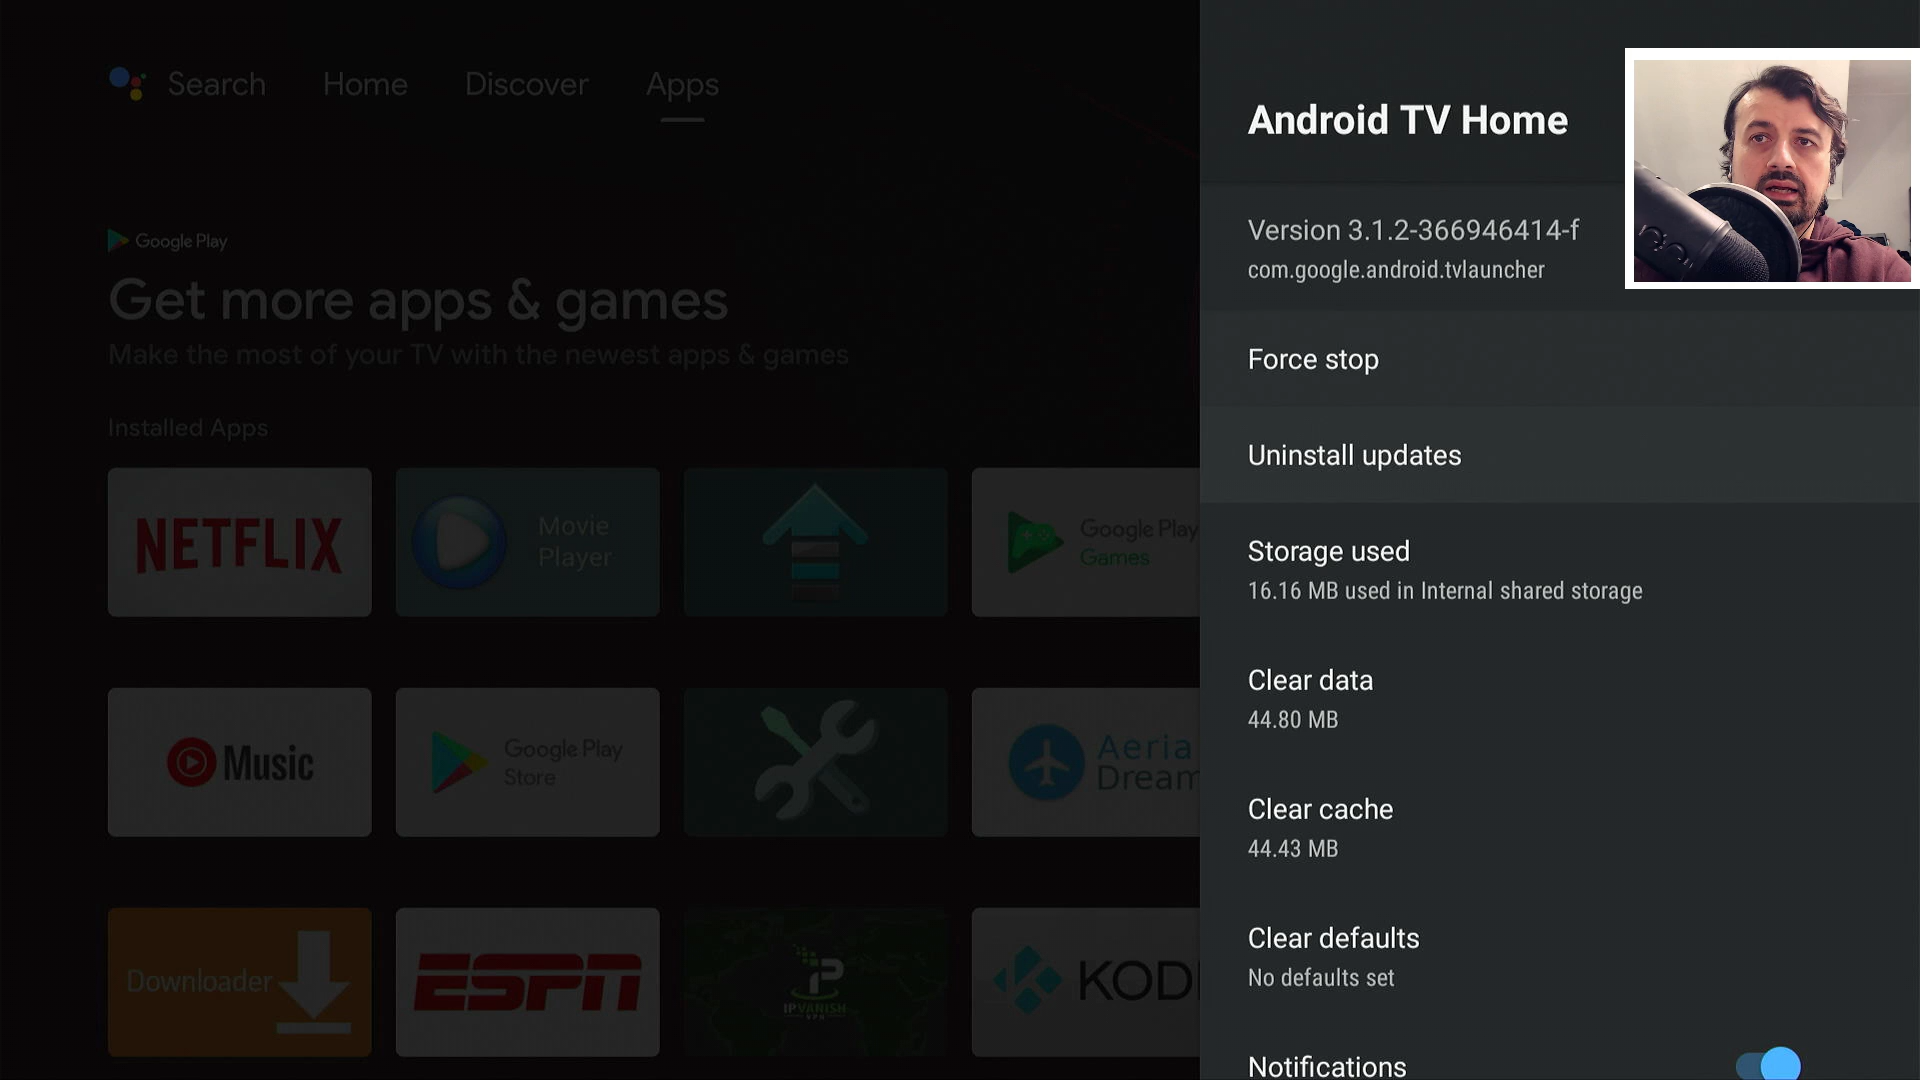 Search Home Discover Apps
Google Play
Get more apps & games
Make the most of your TV with the newest apps & games
Installed Apps
NETFLIX
Movie
Player
Google Play
Games
Music
Google Play
Store
Aeria
Dream
Downloader
ESPN
IP
IPVANISH
VPN
KODI
Android TV Home
Version 3.1.2-366946414-f
com.google.android.tvlauncher
Force stop
Uninstall updates
Storage used
16.16 MB used in Internal shared storage
Clear data
44.80 MB
Clear cache
44.43 MB
Clear defaults
No defaults set
Notifications